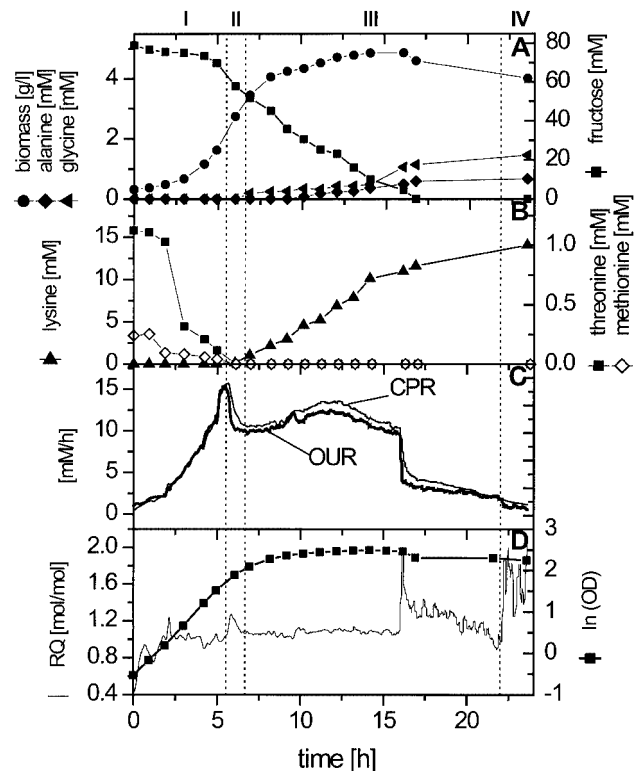 I II III IV
A
biomass [g/l]
alanine [mM]
glycine [mM]
4
2
0
80
60
40
20
0
fructose [mM]
B
lysine [mM]
15
10
5
0
1.0
0.5
0.0
threonine [mM]
methionine [mM]
C
CPR
OUR
[mM/h]
15
10
5
0
D
RQ [mol/mol]
2.0
1.6
1.2
0.8
0.4
3
2
1
0
-1
ln (OD)
0 5 10 15 20
time [h]